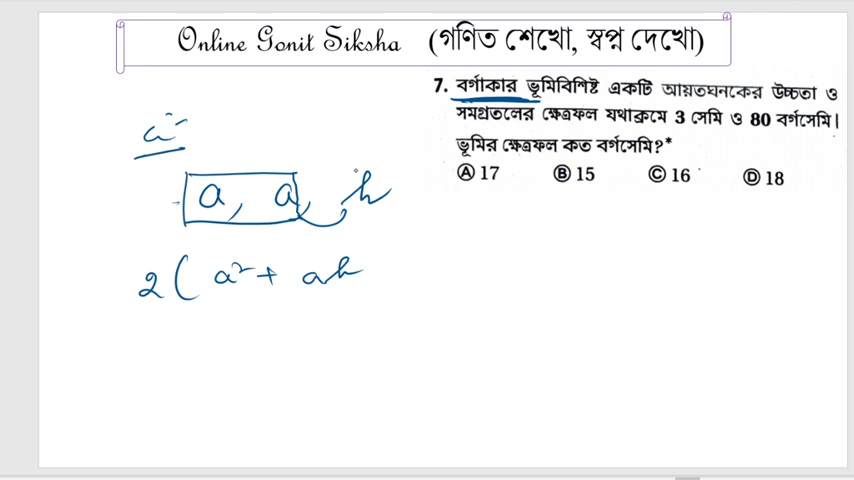 Online Gonit Siksha (গণিত শেখো, স্বপ্ন দেখো)
7. বর্গাকার ভূমিবিশিষ্ট একটি আয়তঘনকের উচ্চতা ও
সমগ্রতলের ক্ষেত্রফল যথাক্রমে 3 সেমি ও 80 বর্গসেমি।
ভূমির ক্ষেত্রফল কত বর্গসেমি?*
Ⓐ 17 Ⓑ 15 Ⓒ 16 Ⓓ 18
a²
a, a, h
2 ( a² + ah